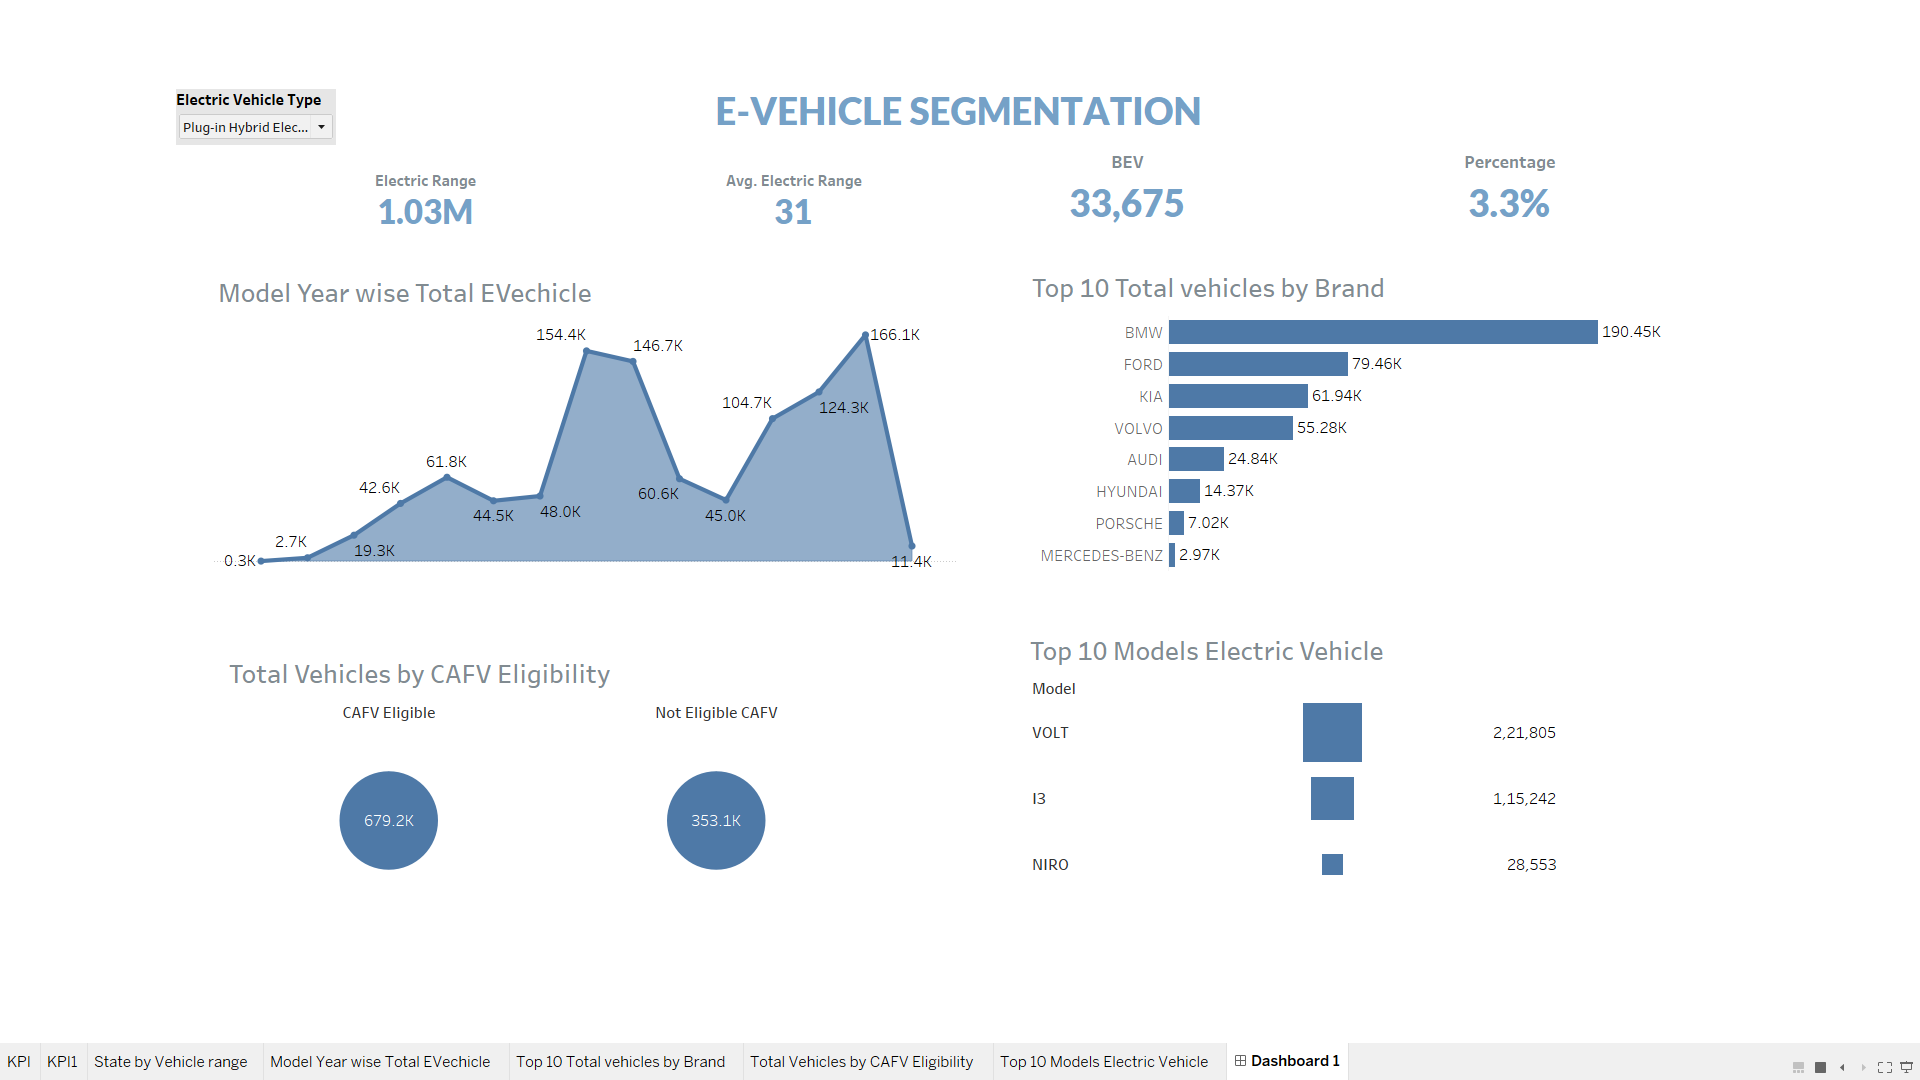 Electric Vehicle Type
Plug-in Hybrid Elec...
E-VEHICLE SEGMENTATION
Electric Range
1.03M
Avg. Electric Range
31
BEV
33,675
Percentage
3.3%
Model Year wise Total EVechicle
0.3K
2.7K
19.3K
42.6K
61.8K
44.5K
48.0K
154.4K
146.7K
60.6K
45.0K
104.7K
124.3K
166.1K
11.4K
Top 10 Total vehicles by Brand
BMW 190.45K
FORD 79.46K
KIA 61.94K
VOLVO 55.28K
AUDI 24.84K
HYUNDAI 14.37K
PORSCHE 7.02K
MERCEDES-BENZ 2.97K
Total Vehicles by CAFV Eligibility
CAFV Eligible Not Eligible CAFV
679.2K 353.1K
Top 10 Models Electric Vehicle
Model
VOLT 2,21,805
I3 1,15,242
NIRO 28,553
KPI KPI1 State by Vehicle range Model Year wise Total EVechicle Top 10 Total vehicles by Brand Total Vehicles by CAFV Eligibility Top 10 Models Electric Vehicle Dashboard 1